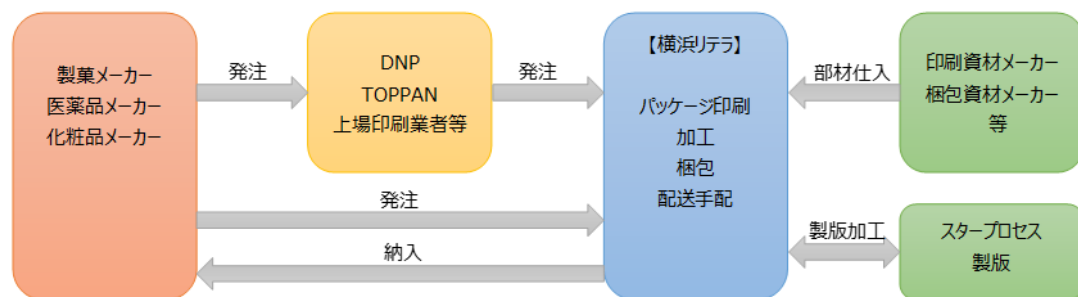 製菓メーカー
医薬品メーカー
化粧品メーカー
発注
DNP
TOPPAN
上場印刷業者等
発注
【横浜リテラ】
パッケージ印刷
加工
梱包
配送手配
部材仕入
印刷資材メーカー
梱包資材メーカー
等
発注
納入
製版加工
スタープロセス
製版